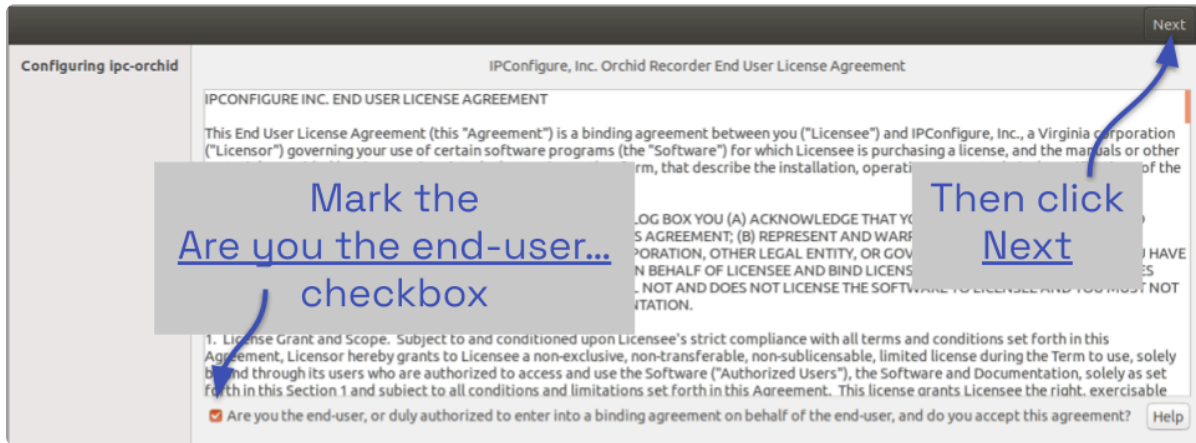 Next
Configuring ipc-orchid
IPConfigure, Inc. Orchid Recorder End User License Agreement
IPCONFIGURE INC. END USER LICENSE AGREEMENT
This End User License Agreement (this "Agreement") is a binding agreement between you ("Licensee") and IPConfigure, Inc., a Virginia corporation
("Licensor") governing your use of certain software programs (the "Software") for which Licensee is purchasing a license, and the manuals or other
rm, that describe the installation, operati of the
Mark the
Are you the end-user...
checkbox
Then click
Next
LOG BOX YOU (A) ACKNOWLEDGE THAT
S AGREEMENT; (B) REPRESENT AND
PORATION, OTHER LEGAL ENTITY, OR HAVE
N BEHALF OF LICENSEE AND BIND
NOT AND DOES NOT LICENSE THE SOFTWARE TO LICENSEE AND YOU MUST NOT
NTATION.
1. License Grant and Scope. Subject to and conditioned upon Licensee's strict compliance with all terms and conditions set forth in this
Agreement, Licensor hereby grants to Licensee a non-exclusive, non-transferable, non-sublicensable, limited license during the Term to use, solely
by and through its users who are authorized to access and use the Software ("Authorized Users"), the Software and Documentation, solely as set
forth in this Section 1 and subject to all conditions and limitations set forth in this Agreement. This license grants Licensee the right, exercisable
Are you the end-user, or duly authorized to enter into a binding agreement on behalf of the end-user, and do you accept this agreement?
Help